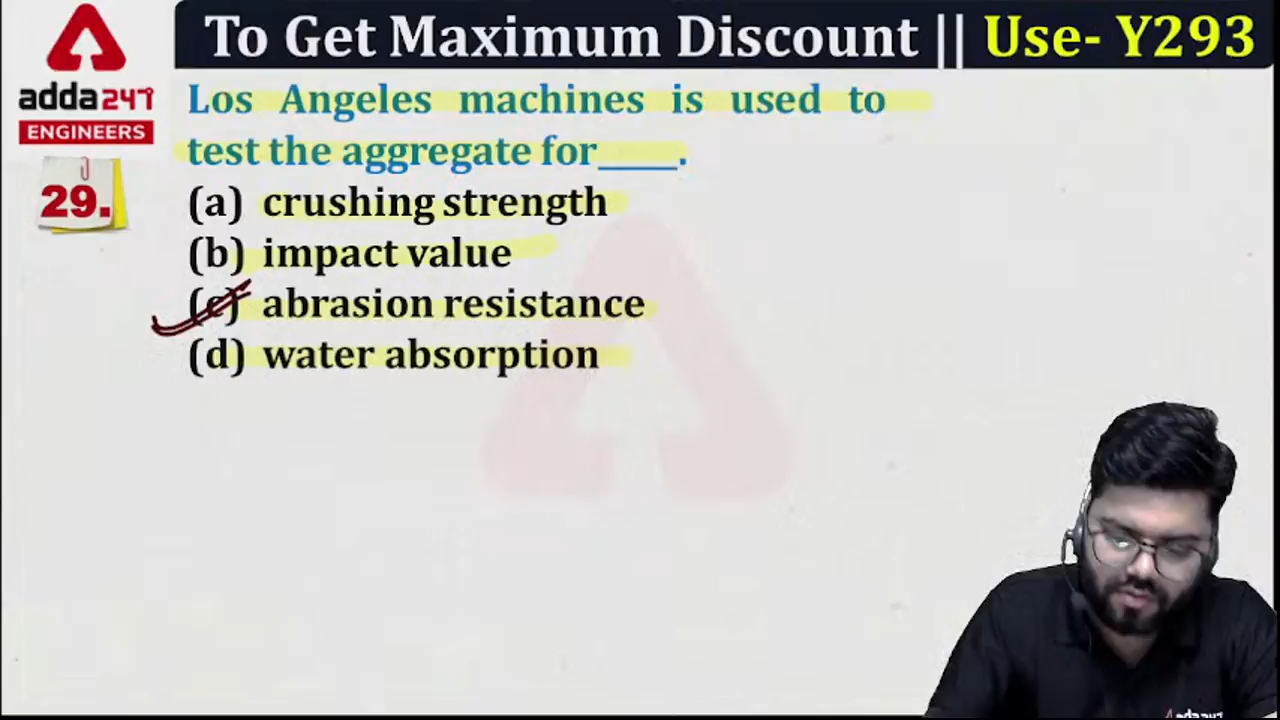 To Get Maximum Discount || Use- Y293
adda247
ENGINEERS
Los Angeles machines is used to
test the aggregate for_____.
29.
(a) crushing strength
(b) impact value
(c) abrasion resistance
(d) water absorption